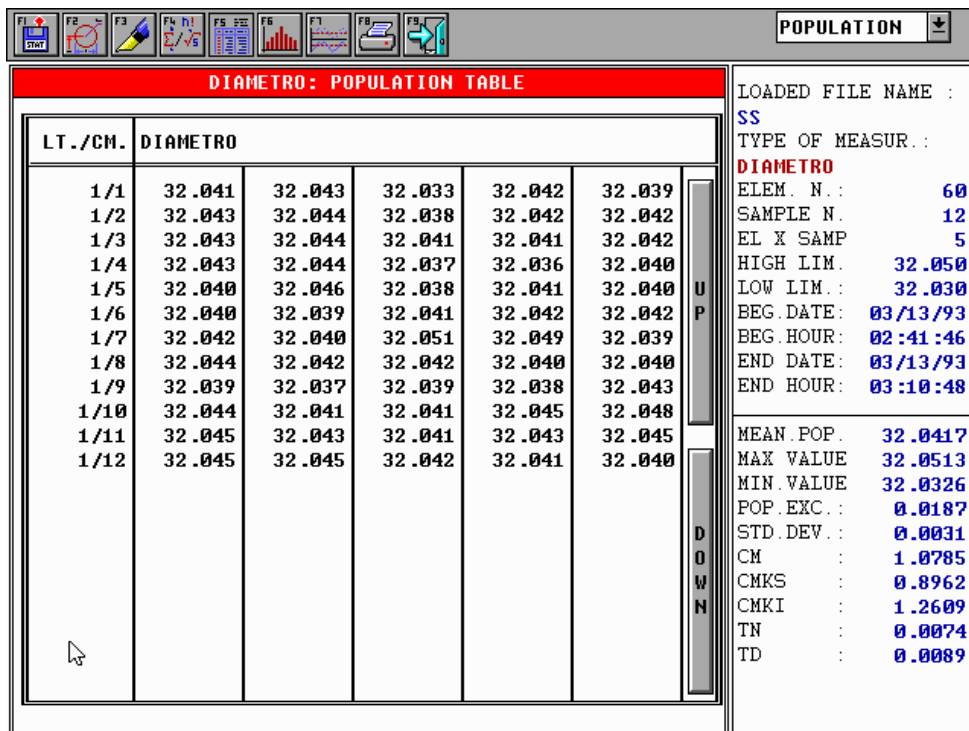 F1 F2 F3 F4 n! F5 F6 F7 F8 F9
STAT Σ/√s
POPULATION
DIAMETRO: POPULATION TABLE
LT./CM. DIAMETRO
1/1 32.041 32.043 32.033 32.042 32.039
1/2 32.043 32.044 32.038 32.042 32.042
1/3 32.043 32.044 32.041 32.041 32.042
1/4 32.043 32.044 32.037 32.036 32.040
1/5 32.040 32.046 32.038 32.041 32.040
1/6 32.040 32.039 32.041 32.042 32.042
1/7 32.042 32.040 32.051 32.049 32.039
1/8 32.044 32.042 32.042 32.040 32.040
1/9 32.039 32.037 32.039 32.038 32.043
1/10 32.044 32.041 32.041 32.045 32.048
1/11 32.045 32.043 32.041 32.043 32.045
1/12 32.045 32.045 32.042 32.041 32.040
UP
DOWN
LOADED FILE NAME :
SS
TYPE OF MEASUR.:
DIAMETRO
ELEM. N.: 60
SAMPLE N. 12
EL X SAMP 5
HIGH LIM. 32.050
LOW LIM.: 32.030
BEG.DATE: 03/13/93
BEG.HOUR: 02:41:46
END DATE: 03/13/93
END HOUR: 03:10:48
MEAN.POP. 32.0417
MAX VALUE 32.0513
MIN.VALUE 32.0326
POP.EXC.: 0.0187
STD.DEV.: 0.0031
CM : 1.0785
CMKS : 0.8962
CMKI : 1.2609
TN : 0.0074
TD : 0.0089